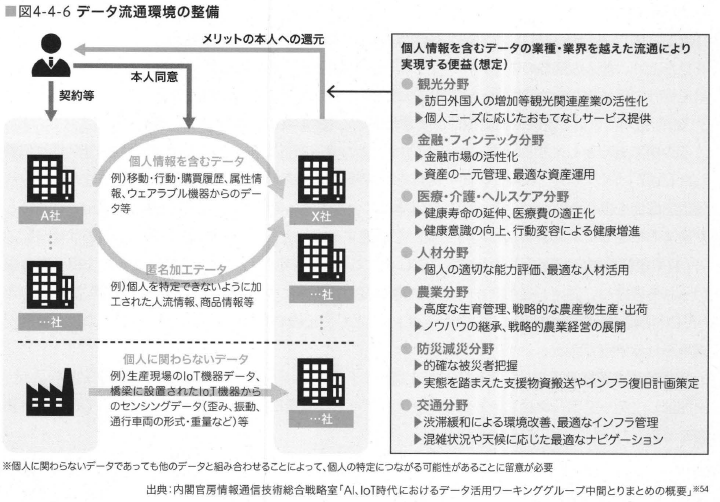 ■図4-4-6 データ流通環境の整備
メリットの本人への還元
本人同意
契約等
個人情報を含むデータ
例)移動・行動・購買履歴、属性情
報、ウェアラブル機器からのデー
タ等
A社
X社
⋮
⋮
匿名加工データ
例)個人を特定できないように加
工された人流情報、商品情報等
…社
…社
⋮
個人に関わらないデータ
例)生産現場のIoT機器データ、
橋梁に設置されたIoT機器から
のセンシングデータ(歪み、振動、
通行車両の形式・重量など)等
…社
個人情報を含むデータの業種・業界を越えた流通により
実現する便益(想定)
● 観光分野
▶訪日外国人の増加等観光関連産業の活性化
▶個人ニーズに応じたおもてなしサービス提供
● 金融・フィンテック分野
▶金融市場の活性化
▶資産の一元管理、最適な資産運用
● 医療・介護・ヘルスケア分野
▶健康寿命の延伸、医療費の適正化
▶健康意識の向上、行動変容による健康増進
● 人材分野
▶個人の適切な能力評価、最適な人材活用
● 農業分野
▶高度な生育管理、戦略的な農産物生産・出荷
▶ノウハウの継承、戦略的農業経営の展開
● 防災減災分野
▶的確な被災者把握
▶実態を踏まえた支援物資搬送やインフラ復旧計画策定
● 交通分野
▶渋滞緩和による環境改善、最適なインフラ管理
▶混雑状況や天候に応じた最適なナビゲーション
※個人に関わらないデータであっても他のデータと組み合わせることによって、個人の特定につながる可能性があることに留意が必要
出典:内閣官房情報通信技術総合戦略室「AI、IoT時代におけるデータ活用ワーキンググループ中間とりまとめの概要」※54